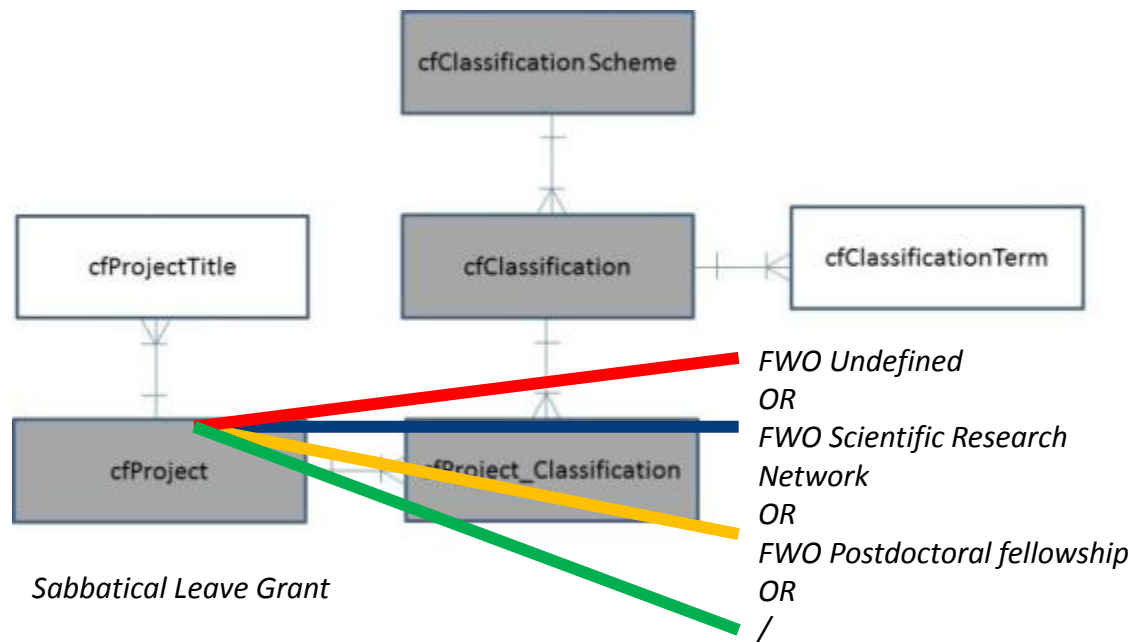 cfClassification Scheme
cfProjectTitle
cfClassification
cfClassificationTerm
cfProject
cfProject_Classification
FWO Undefined
OR
FWO Scientific Research
Network
OR
FWO Postdoctoral fellowship
OR
/
Sabbatical Leave Grant